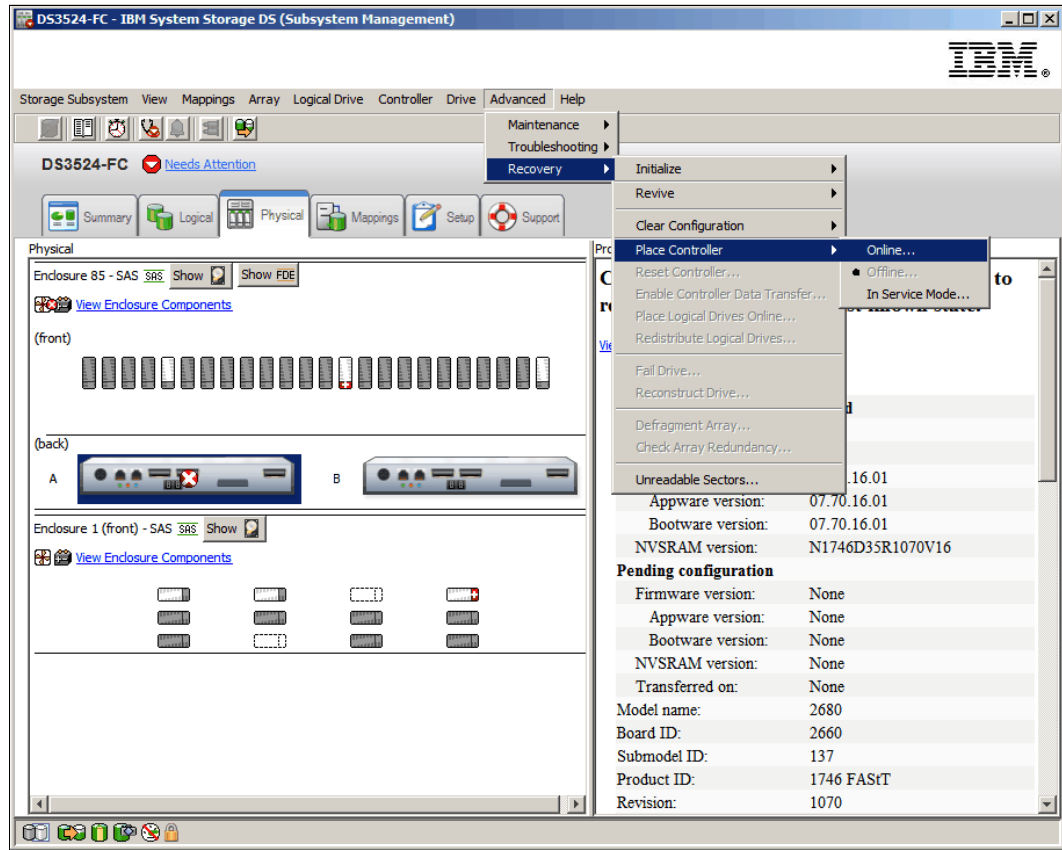 DS3524-FC - IBM System Storage DS (Subsystem Management)
IBM®
Storage Subsystem View Mappings Array Logical Drive Controller Drive Advanced Help
Maintenance
Troubleshooting
Recovery
Initialize
Revive
Clear Configuration
Place Controller
Reset Controller...
Enable Controller Data Transfer...
Place Logical Drives Online...
Redistribute Logical Drives...
Fail Drive...
Reconstruct Drive...
Defragment Array...
Check Array Redundancy...
Unreadable Sectors...
Online...
Offline...
In Service Mode...
DS3524-FC Needs Attention
Summary Logical Physical Mappings Setup Support
Physical
Enclosure 85 - SAS SAS Show Show FDE
View Enclosure Components
(front)
(back)
A B
Enclosure 1 (front) - SAS SAS Show
View Enclosure Components
Pro
C to
Vie
.16.01
Appware version: 07.70.16.01
Bootware version: 07.70.16.01
NVSRAM version: N1746D35R1070V16
Pending configuration
Firmware version: None
Appware version: None
Bootware version: None
NVSRAM version: None
Transferred on: None
Model name: 2680
Board ID: 2660
Submodel ID: 137
Product ID: 1746 FAStT
Revision: 1070